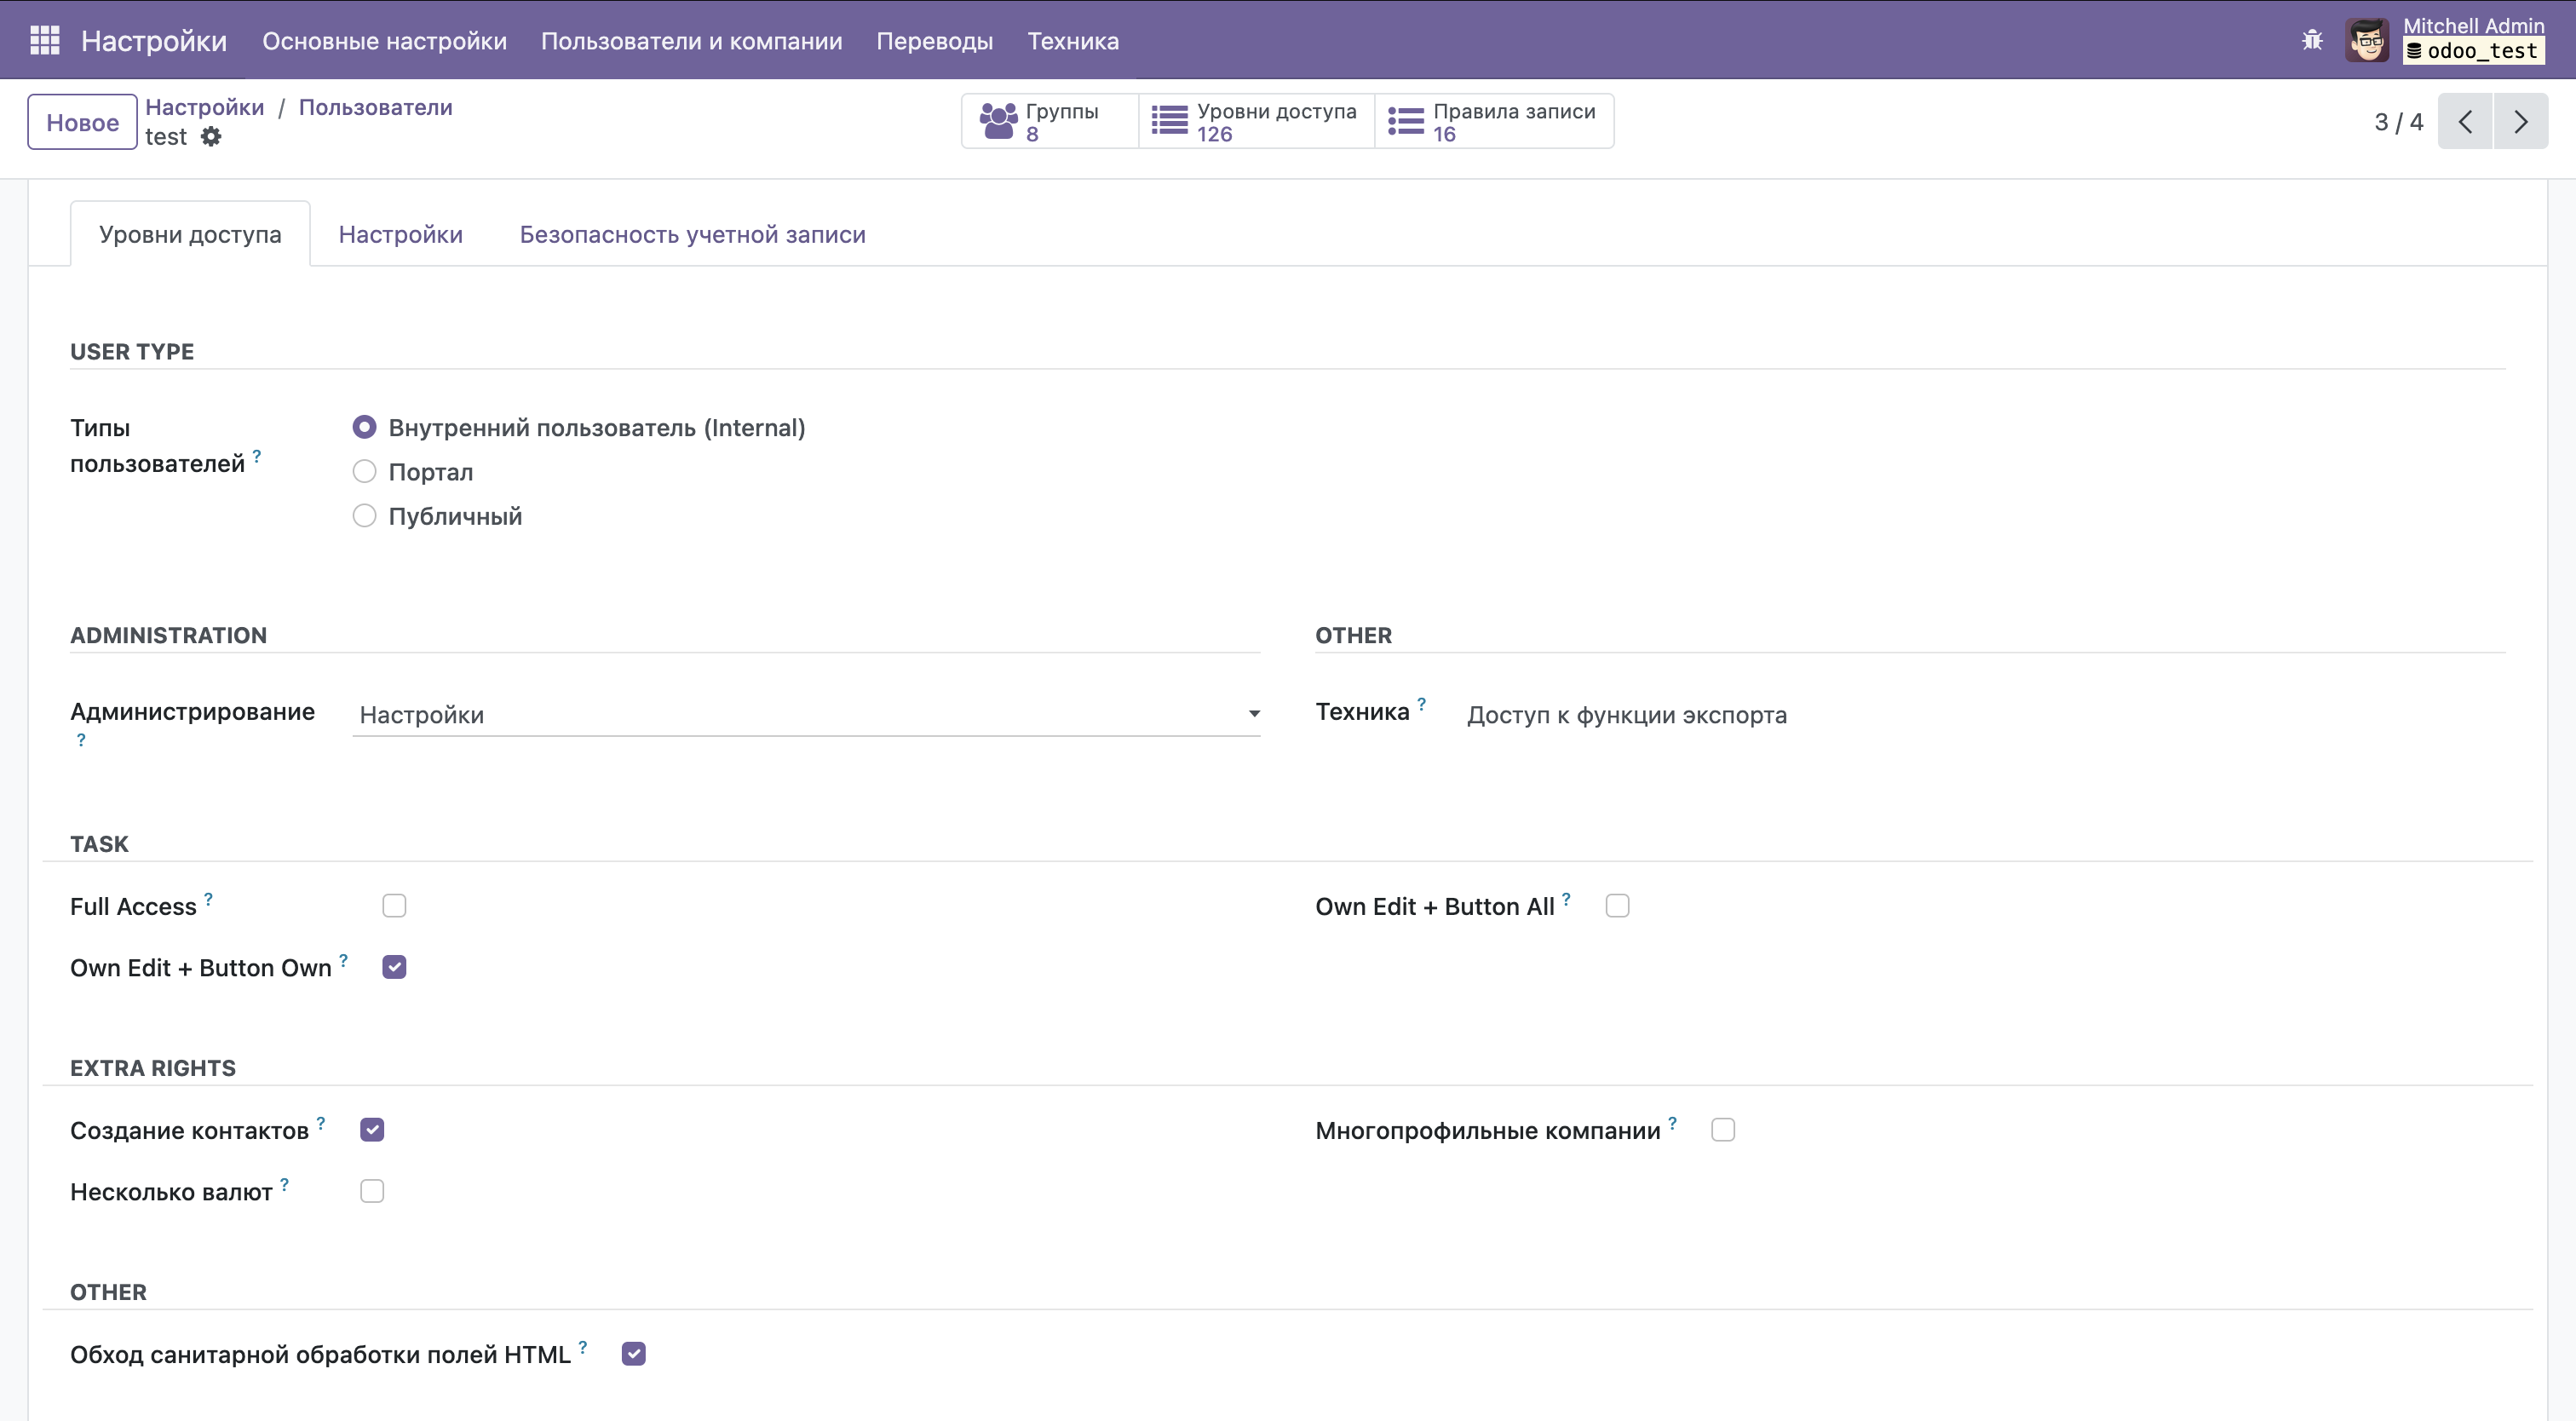 Настройки Основные настройки Пользователи и компании Переводы Техника
Mitchell Admin
odoo_test
Новое
Настройки / Пользователи
test
Группы
8
Уровни доступа
126
Правила записи
16
3 / 4
Уровни доступа Настройки Безопасность учетной записи
USER TYPE
Типы
пользователей ?
Внутренний пользователь (Internal)
Портал
Публичный
ADMINISTRATION
Администрирование
?
Настройки
OTHER
Техника ? Доступ к функции экспорта
TASK
Full Access ?
Own Edit + Button All ?
Own Edit + Button Own ?
EXTRA RIGHTS
Создание контактов ?
Многопрофильные компании ?
Несколько валют ?
OTHER
Обход санитарной обработки полей HTML ?